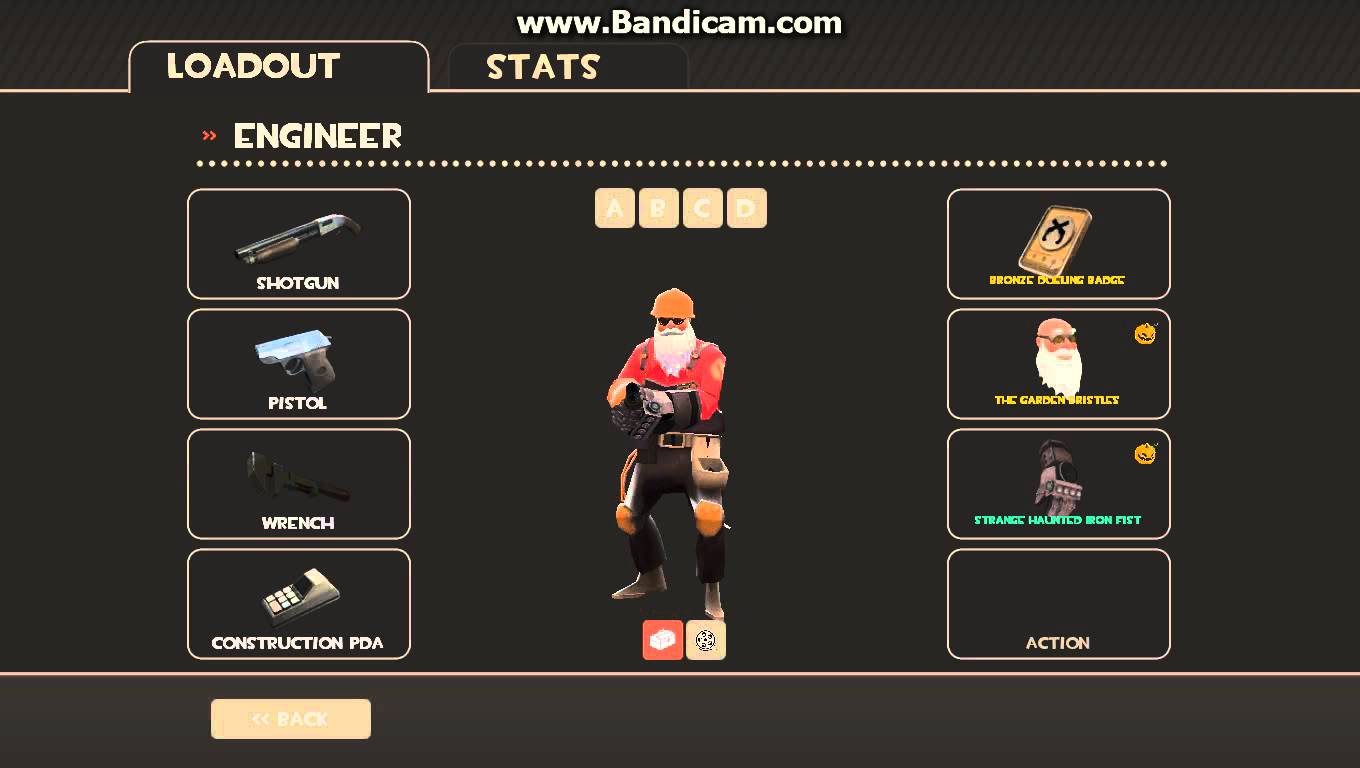 www.Bandicam.com
LOADOUT
STATS
» ENGINEER
A B C D
SHOTGUN
BRONZE DUELING BADGE
PISTOL
THE GARDEN BRISTLES
WRENCH
STRANGE HAUNTED IRON FIST
CONSTRUCTION PDA
ACTION
<< BACK